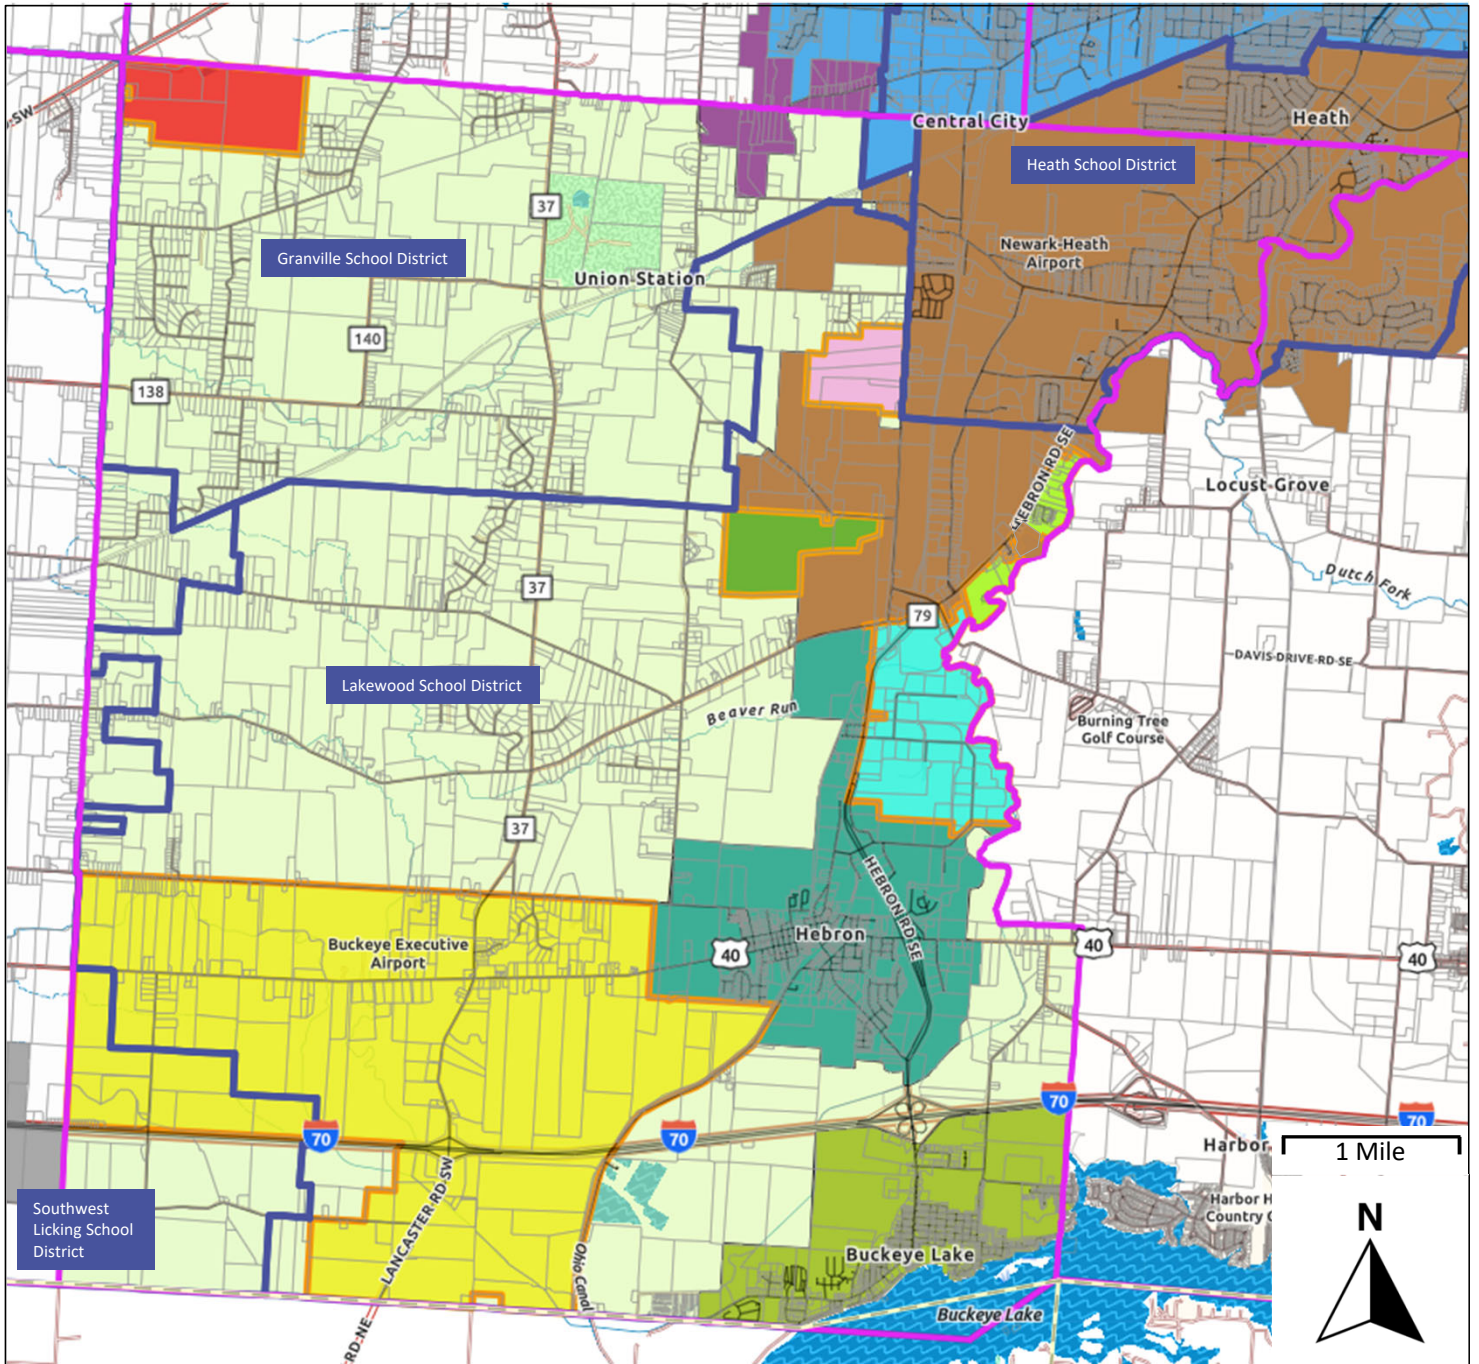 SW
Central City
Heath
Heath School District
37
Granville School District
Union Station
Newark-Heath
Airport
140
138
HEBRON RD SE
Locust Grove
37
79
Dutch Fork
DAVIS DRIVE RD SE
Lakewood School District
Beaver Run
Burning Tree
Golf Course
37
HEBRON RD SE
Buckeye Executive
Airport
Hebron
40
40
40
70
70
70
70
Harbor
1 Mile
LANCASTER RD SW
Southwest
Licking School
District
Harbor H
Country C
N
Buckeye Lake
Ohio Canal
Buckeye Lake
RD NE